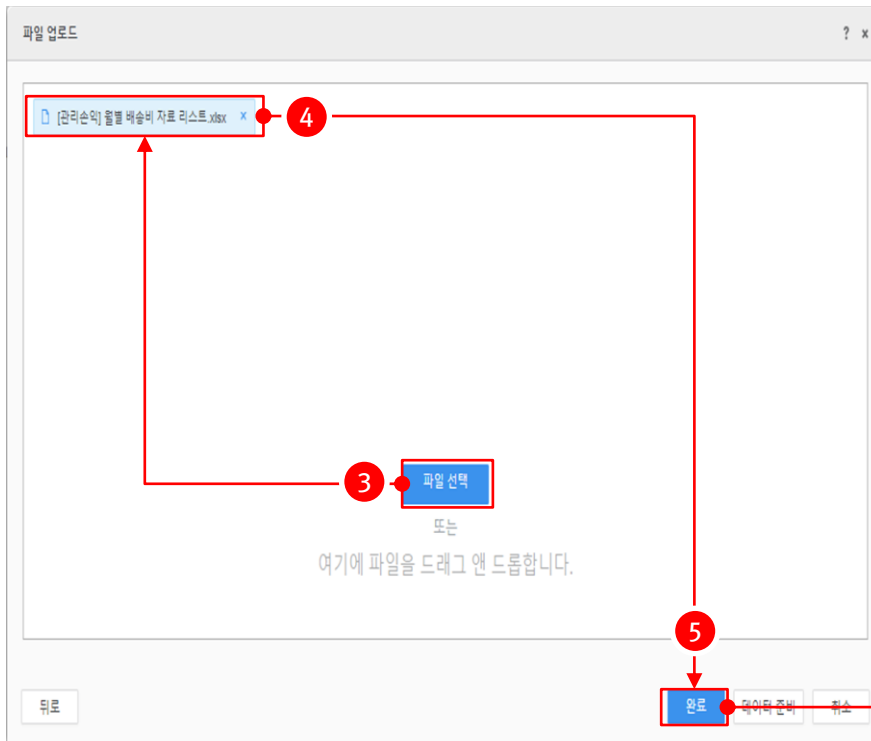 파일 업로드 ? x
[관리손익] 월별 배송비 자료 리스트.xlsx x
4
3
파일 선택
또는
여기에 파일을 드래그 앤 드롭합니다.
5
뒤로 완료 데이터 준비 취소